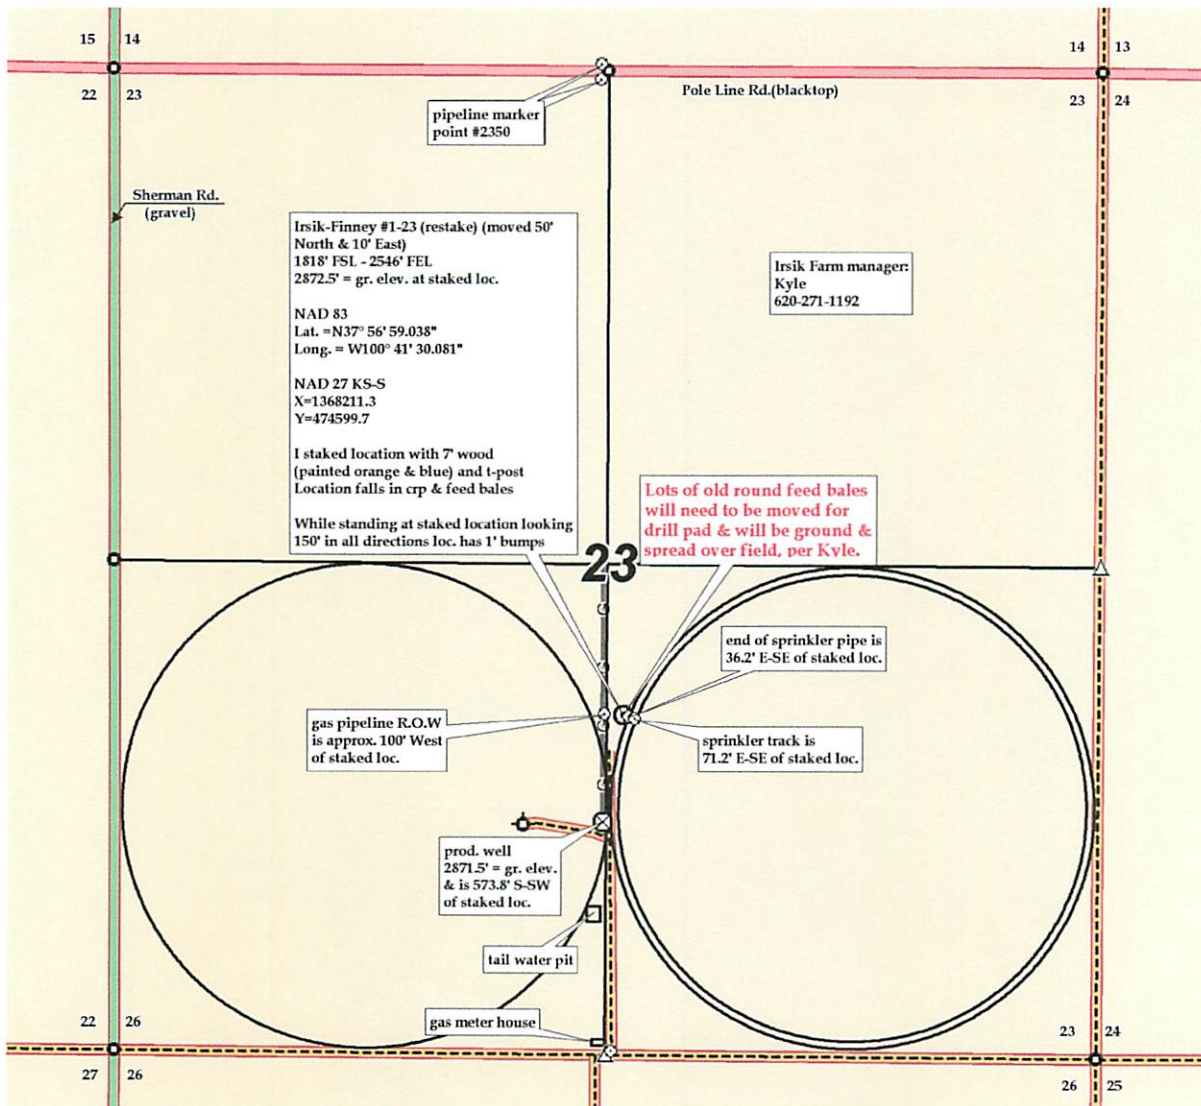 15 14
14 13
22 23
23 24
Pole Line Rd.(blacktop)
pipeline marker
point #2350
Sherman Rd.
(gravel)
Irsik-Finney #1-23 (restake) (moved 50'
North & 10' East)
1818' FSL - 2546' FEL
2872.5' = gr. elev. at staked loc.
NAD 83
Lat. =N37° 56' 59.038"
Long. = W100° 41' 30.081"
NAD 27 KS-S
X=1368211.3
Y=474599.7
I staked location with 7' wood
(painted orange & blue) and t-post
Location falls in crp & feed bales
While standing at staked location looking
150' in all directions loc. has 1' bumps
Irsik Farm manager:
Kyle
620-271-1192
Lots of old round feed bales
will need to be moved for
drill pad & will be ground &
spread over field, per Kyle.
23
end of sprinkler pipe is
36.2' E-SE of staked loc.
gas pipeline R.O.W
is approx. 100' West
of staked loc.
sprinkler track is
71.2' E-SE of staked loc.
prod. well
2871.5' = gr. elev.
& is 573.8' S-SW
of staked loc.
tail water pit
gas meter house
22 26
23 24
27 26
26 25